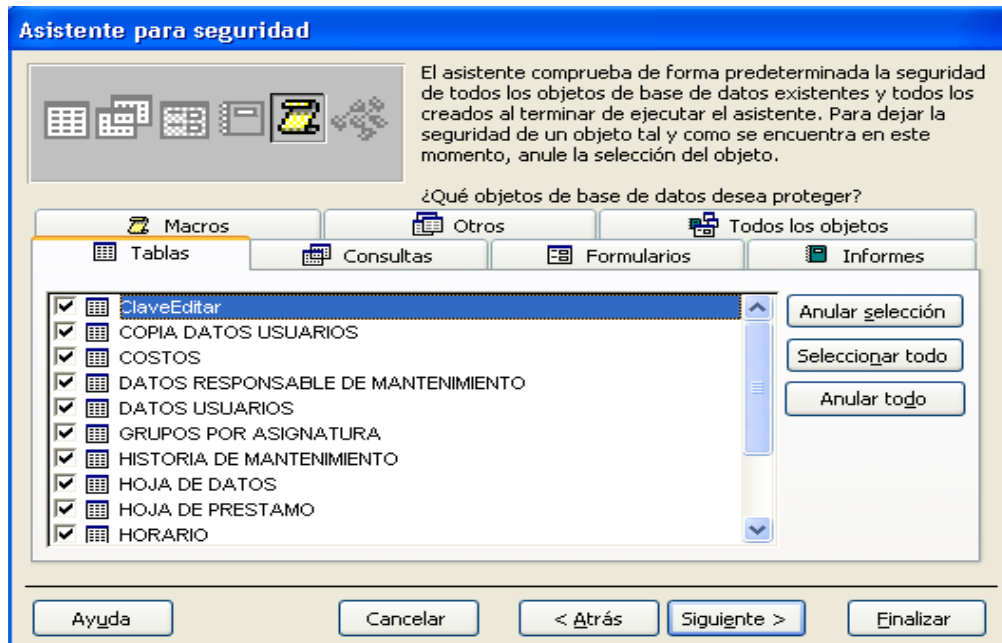 Asistente para seguridad
El asistente comprueba de forma predeterminada la seguridad
de todos los objetos de base de datos existentes y todos los
creados al terminar de ejecutar el asistente. Para dejar la
seguridad de un objeto tal y como se encuentra en este
momento, anule la selección del objeto.
¿Qué objetos de base de datos desea proteger?
Macros Otros Todos los objetos
Tablas Consultas Formularios Informes
ClaveEditar
COPIA DATOS USUARIOS
COSTOS
DATOS RESPONSABLE DE MANTENIMIENTO
DATOS USUARIOS
GRUPOS POR ASIGNATURA
HISTORIA DE MANTENIMIENTO
HOJA DE DATOS
HOJA DE PRESTAMO
HORARIO
Anular selección
Seleccionar todo
Anular todo
Ayuda Cancelar < Atrás Siguiente > Finalizar